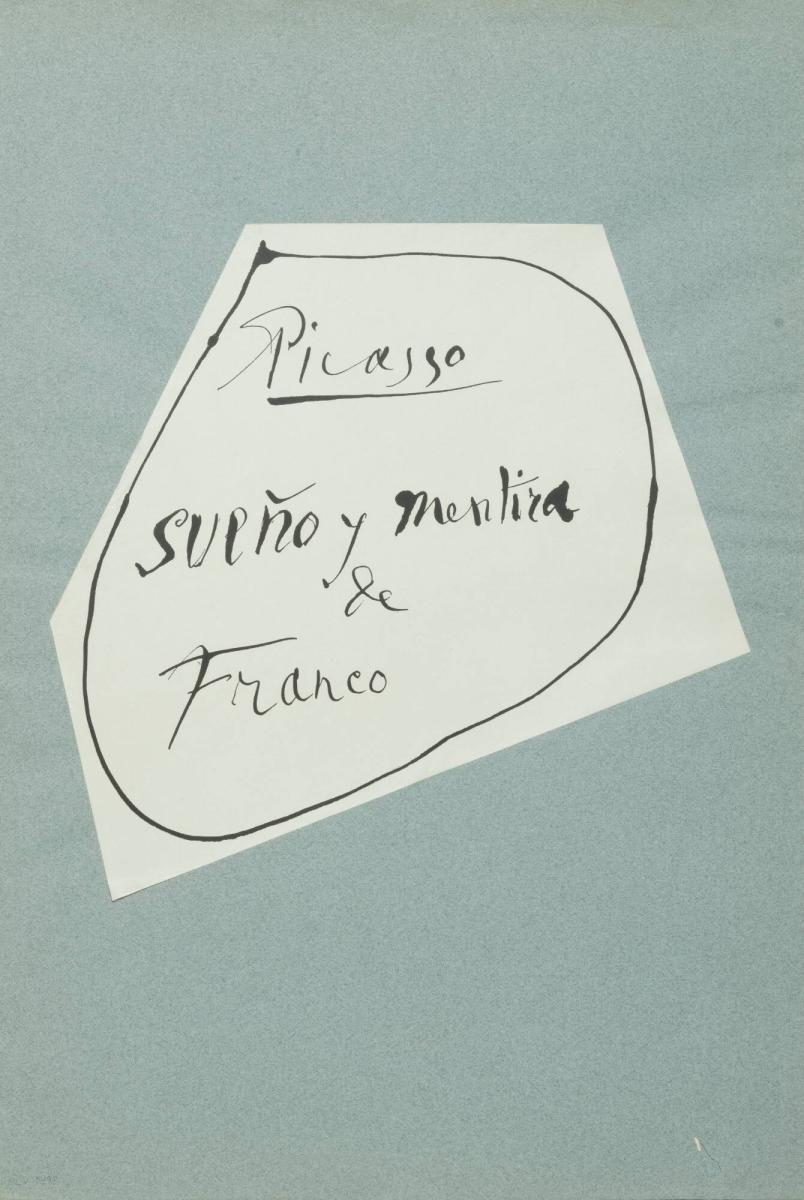 Picasso
sueño y mentira
de
Franco